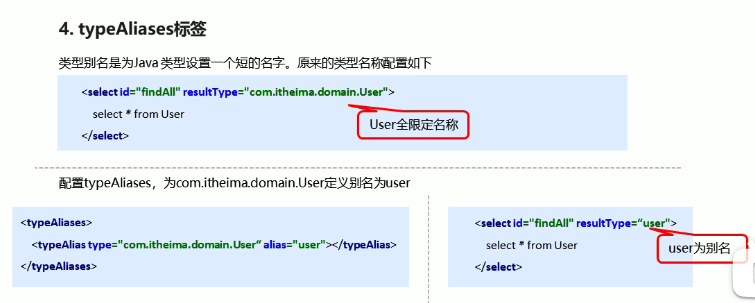 4. typeAliases标签
类型别名是为Java 类型设置一个短的名字。原来的类型名称配置如下
<select id="findAll" resultType="com.itheima.domain.User">
select * from User
</select>
User全限定名称
配置typeAliases，为com.itheima.domain.User定义别名为user
<typeAliases>
<typeAlias type="com.itheima.domain.User“ alias="user"></typeAlias>
</typeAliases>
<select id="findAll" resultType=“user">
select * from User
</select>
user为别名